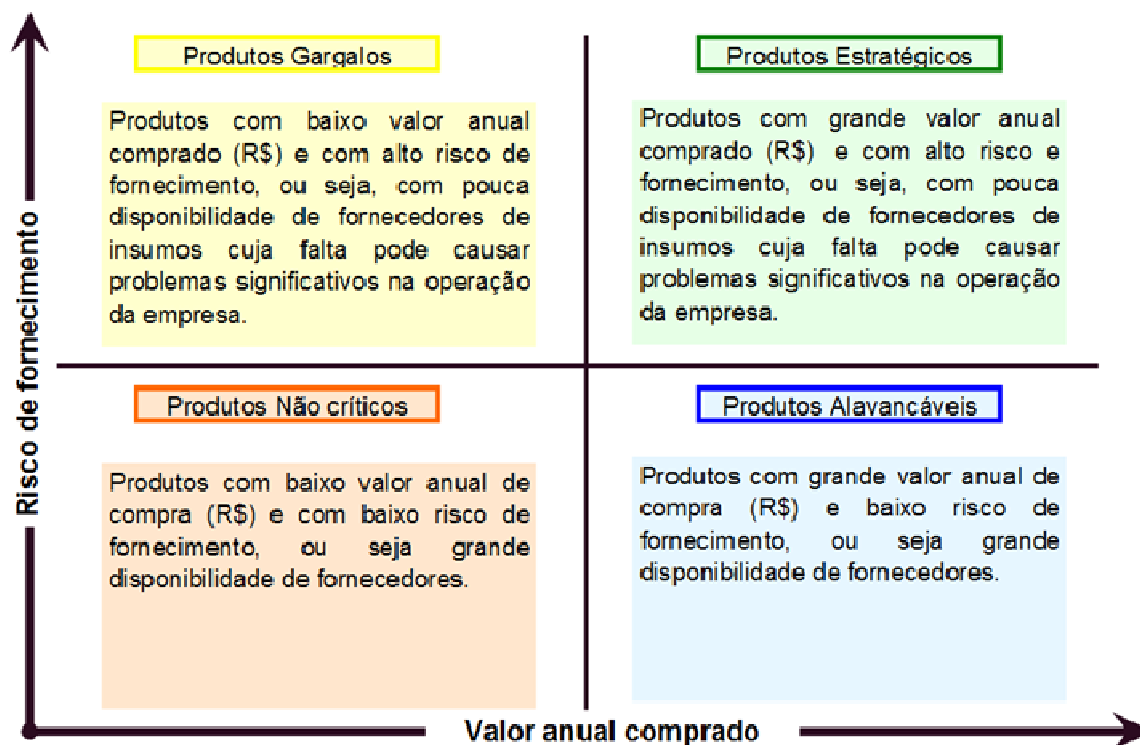 Risco de fornecimento
Produtos Gargalos
Produtos com baixo valor anual
comprado (R$) e com alto risco de
fornecimento, ou seja, com pouca
disponibilidade de fornecedores de
insumos cuja falta pode causar
problemas significativos na operação
da empresa.
Produtos Estratégicos
Produtos com grande valor anual
comprado (R$) e com alto risco e
fornecimento, ou seja, com pouca
disponibilidade de fornecedores de
insumos cuja falta pode causar
problemas significativos na operação
da empresa.
Produtos Não críticos
Produtos com baixo valor anual de
compra (R$) e com baixo risco de
fornecimento, ou seja grande
disponibilidade de fornecedores.
Produtos Alavancáveis
Produtos com grande valor anual de
compra (R$) e baixo risco de
fornecimento, ou seja grande
disponibilidade de fornecedores.
Valor anual comprado